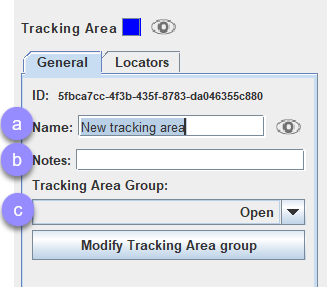 Tracking Area
General Locators
ID: 5fbca7cc-4f3b-435f-8783-da046355c880
a Name: New tracking area
b Notes:
Tracking Area Group:
c Open
Modify Tracking Area group